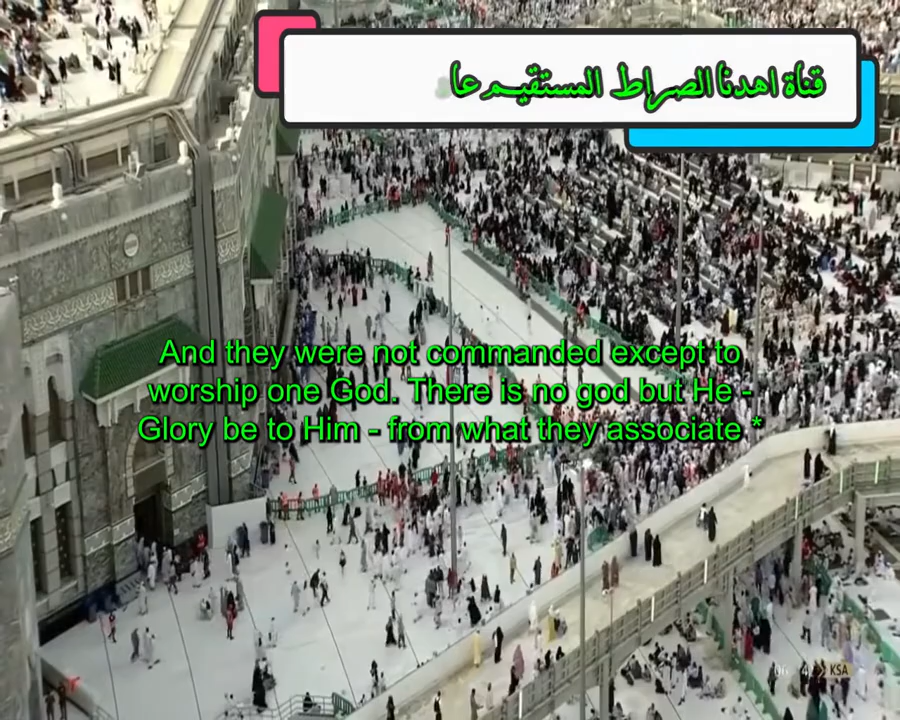 قناة اهدنا الصراط المستقيم عا
And they were not commanded except to
worship one God. There is no god but He -
Glory be to Him - from what they associate *
KSA